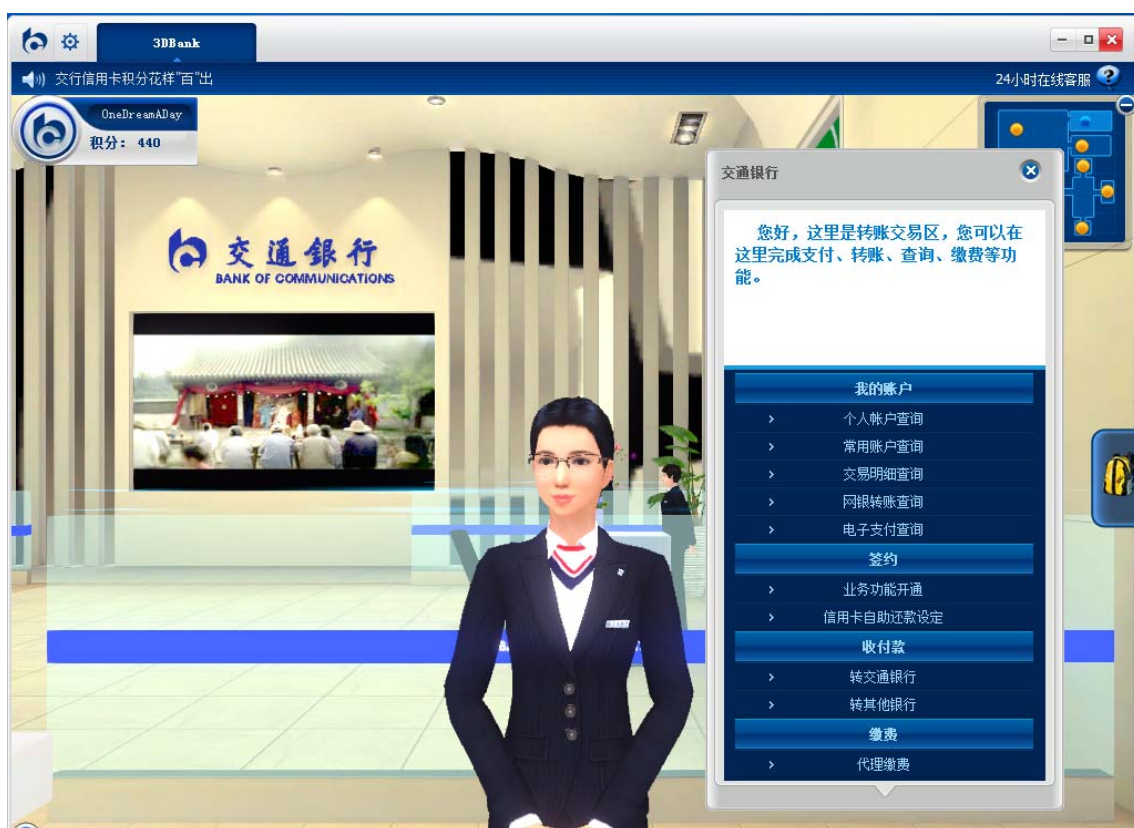 3DBank
交行信用卡积分花样"百"出
24小时在线客服
OneDreamADay
积分： 440
交通銀行
BANK OF COMMUNICATIONS
交通银行
您好，这里是转账交易区，您可以在
这里完成支付、转账、查询、缴费等功
能。
我的账户
个人帐户查询
常用账户查询
交易明细查询
网银转账查询
电子支付查询
签约
业务功能开通
信用卡自助还款设定
收付款
转交通银行
转其他银行
缴费
代理缴费